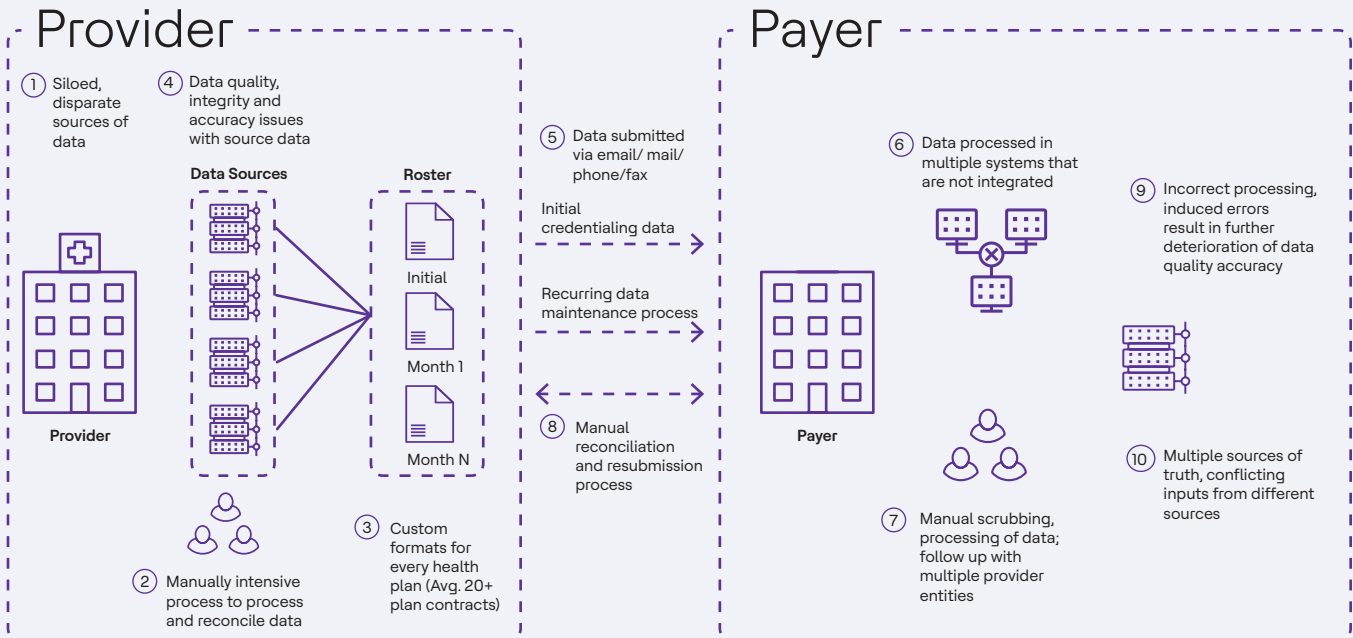 Provider
1 Siloed,
disparate
sources of
data
4 Data quality,
integrity and
accuracy issues
with source data
Data Sources
Roster
Initial
Month 1
Month N
Provider
2 Manually intensive
process to process
and reconcile data
3 Custom
formats for
every health
plan (Avg. 20+
plan contracts)
5 Data submitted
via email/ mail/
phone/fax
Initial
credentialing data
Recurring data
maintenance process
8 Manual
reconciliation
and resubmission
process
Payer
6 Data processed in
multiple systems that
are not integrated
9 Incorrect processing,
induced errors
result in further
deterioration of data
quality accuracy
Payer
7 Manual scrubbing,
processing of data;
follow up with
multiple provider
entities
10 Multiple sources of
truth, conflicting
inputs from different
sources